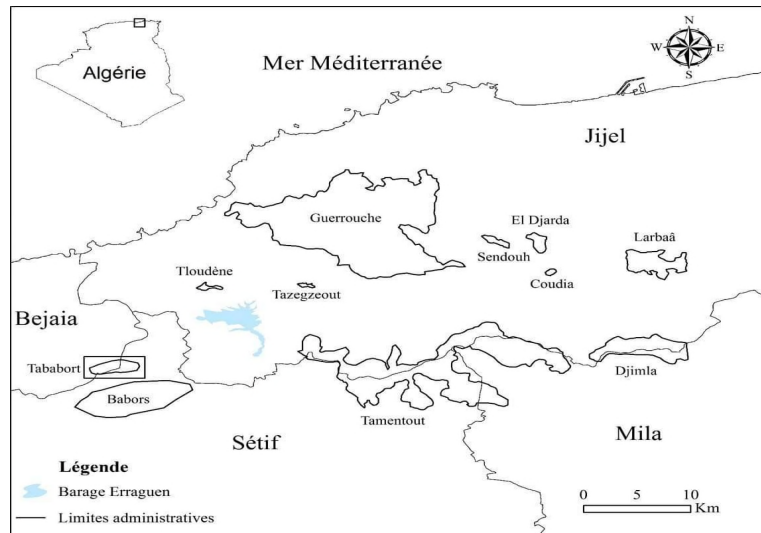 N
W
E
S
Algérie
Mer Méditerranée
Jijel
Guerrouche
El Djarda
Sendouh
Larbaâ
Coudia
Tloudène
Tazegzeout
Bejaia
Tababort
Babors
Djimla
Tamentout
Sétif
Mila
Légende
Barage Erraguen
Limites administratives
0 5 10
Km